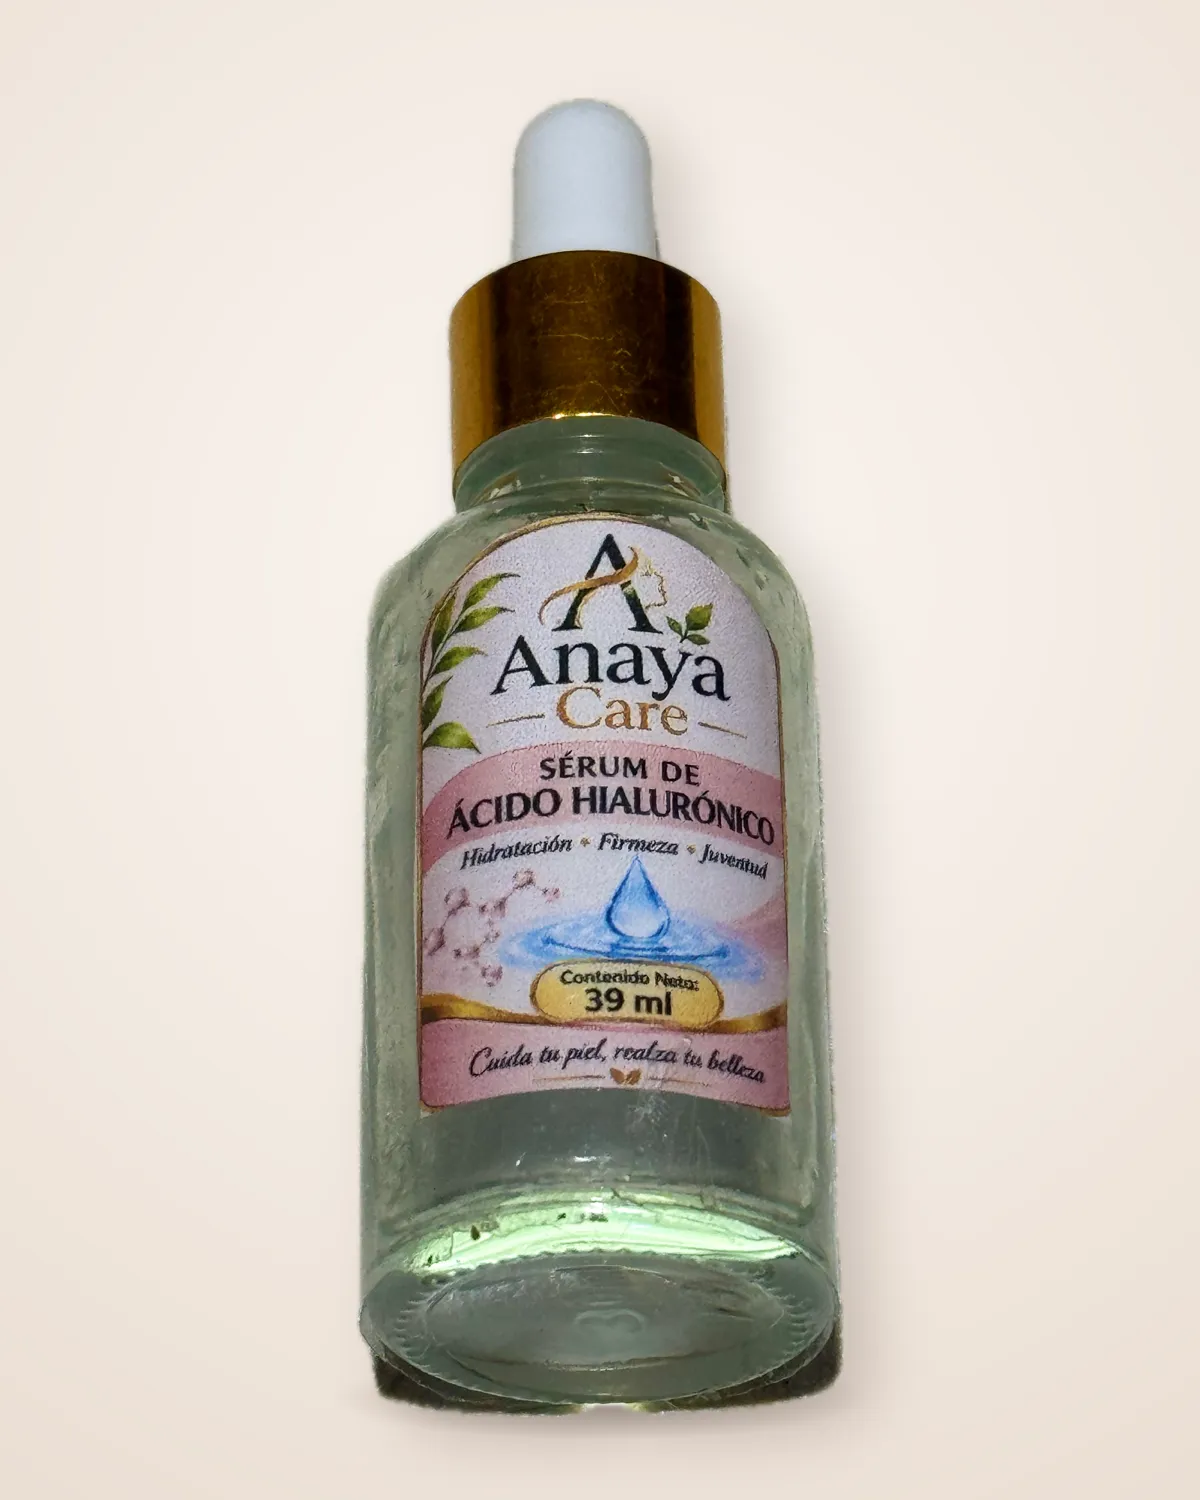 A
Anaya
Care
SÉRUM DE
ÁCIDO HIALURÓNICO
Hidratación • Firmeza • Juventud
Contenido Neto:
39 ml
Cuida tu piel, realza tu belleza